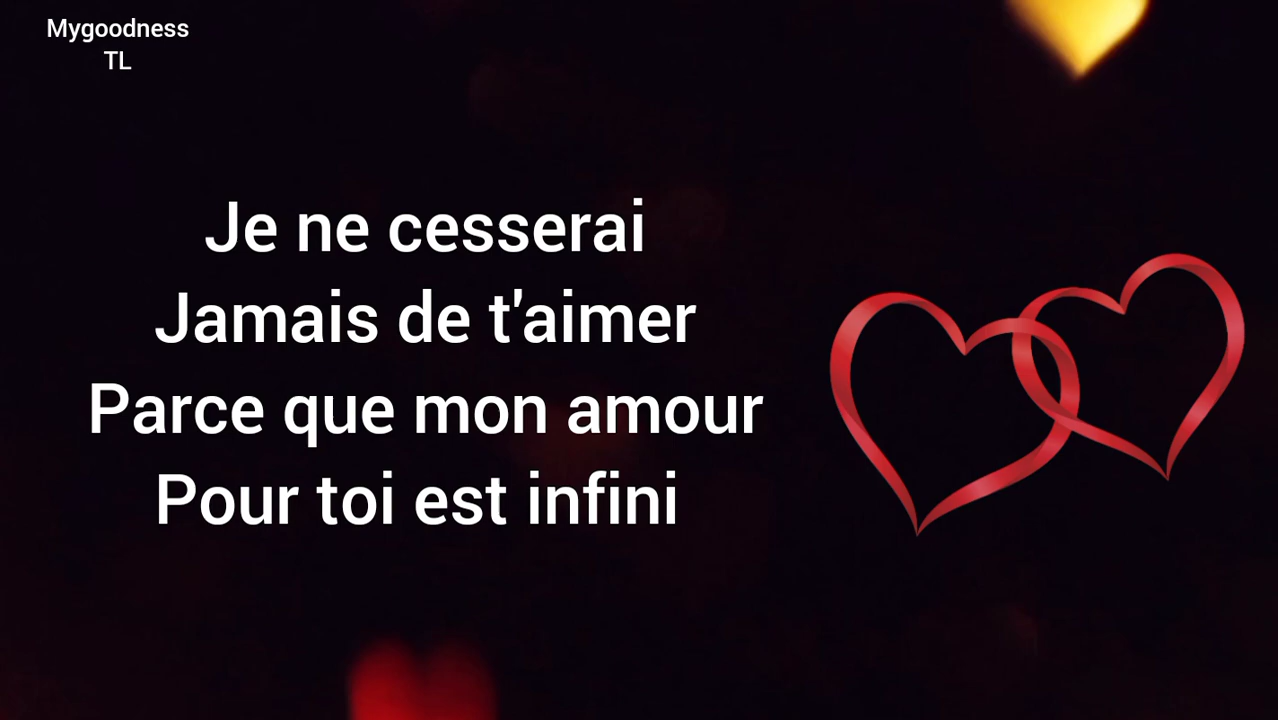 Mygoodness
TL
Je ne cesserai
Jamais de t'aimer
Parce que mon amour
Pour toi est infini